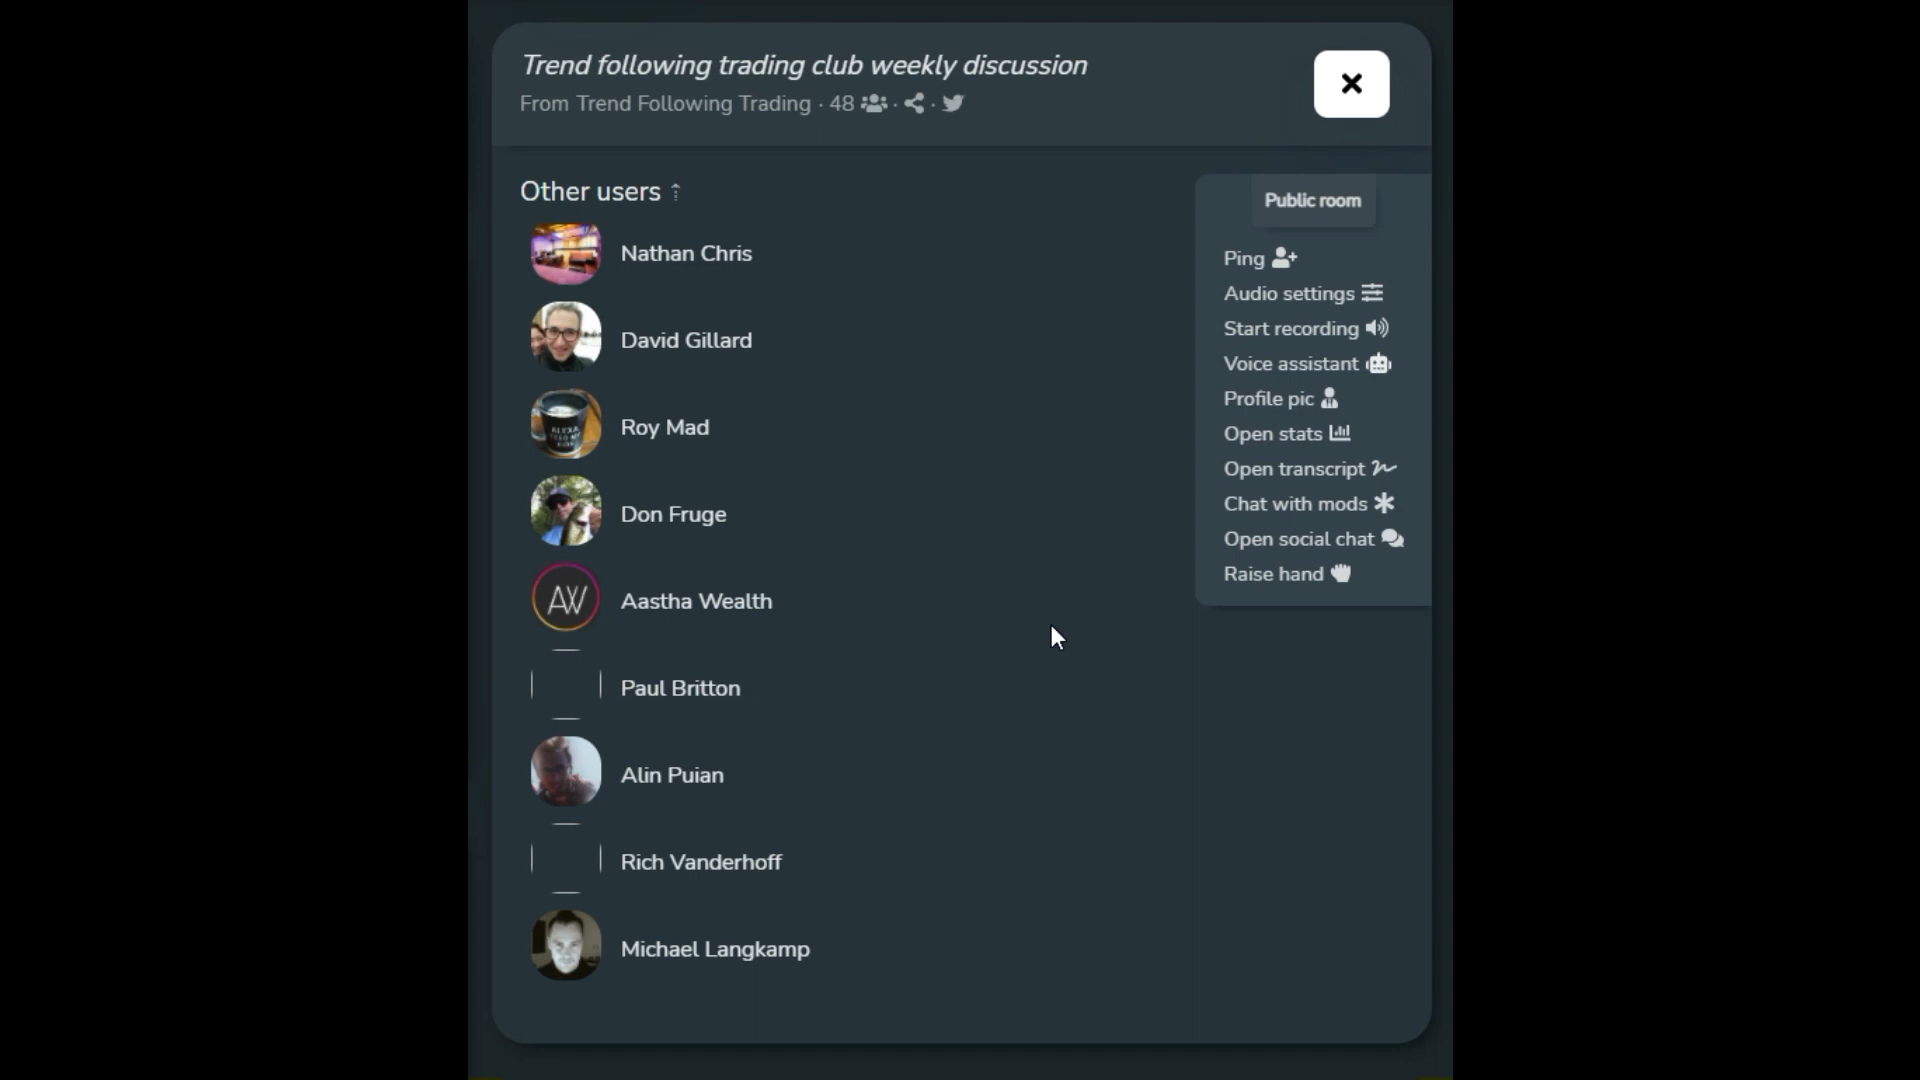 Trend following trading club weekly discussion
From Trend Following Trading · 48 · ·
Other users
Public room
Nathan Chris
Ping
Audio settings
David Gillard
Start recording
Voice assistant
Profile pic
Roy Mad
Open stats
Open transcript
Don Fruge
Chat with mods
Open social chat
Raise hand
AW
Aastha Wealth
Paul Britton
Alin Puian
Rich Vanderhoff
Michael Langkamp